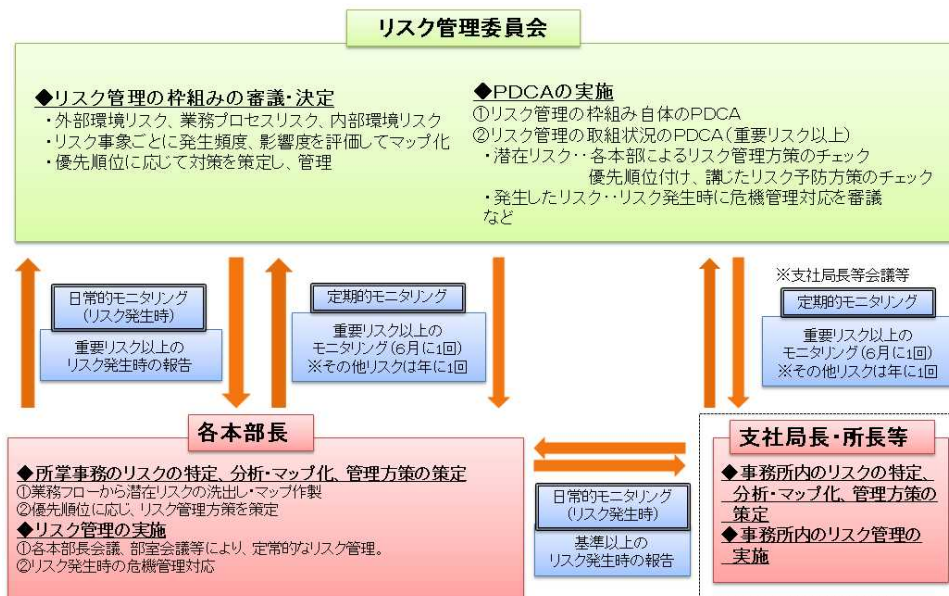 リスク管理委員会
◆リスク管理の枠組みの審議・決定
・外部環境リスク、業務プロセスリスク、内部環境リスク
・リスク事象ごとに発生頻度、影響度を評価してマップ化
・優先順位に応じて対策を策定し、管理
◆PDCAの実施
①リスク管理の枠組み自体のPDCA
②リスク管理の取組状況のPDCA(重要リスク以上)
・潜在リスク‥各本部によるリスク管理方策のチェック
優先順位付け、講じたリスク予防方策のチェック
・発生したリスク‥リスク発生時に危機管理対応を審議
など
日常的モニタリング
(リスク発生時)
重要リスク以上の
リスク発生時の報告
定期的モニタリング
重要リスク以上の
モニタリング(6月に1回)
※その他リスクは年に1回
※支社局長等会議等
定期的モニタリング
重要リスク以上の
モニタリング(6月に1回)
※その他リスクは年に1回
各本部長
◆所掌事務のリスクの特定、分析・マップ化、管理方策の策定
①業務フローから潜在リスクの洗出し・マップ作製
②優先順位に応じ、リスク管理方策を策定
◆リスク管理の実施
①各本部長会議、部室会議等により、定常的なリスク管理。
②リスク発生時の危機管理対応
日常的モニタリング
(リスク発生時)
基準以上の
リスク発生時の報告
支社局長・所長等
◆事務所内のリスクの特定、
分析・マップ化、管理方策の
策定
◆事務所内のリスク管理の
実施